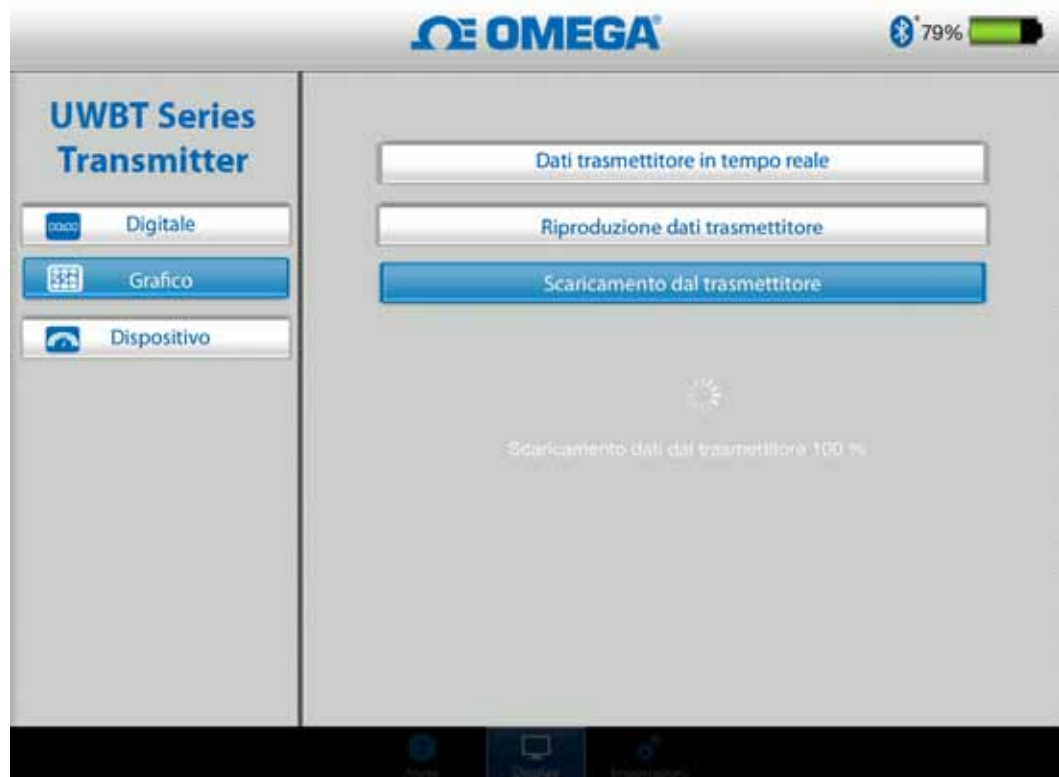 OMEGA
79%
UWBT Series
Transmitter
Digitale
Grafico
Dispositivo
Dati trasmettitore in tempo reale
Riproduzione dati trasmettitore
Scaricamento dal trasmettitore
Scaricamento dati dal trasmettitore 100 %
Display